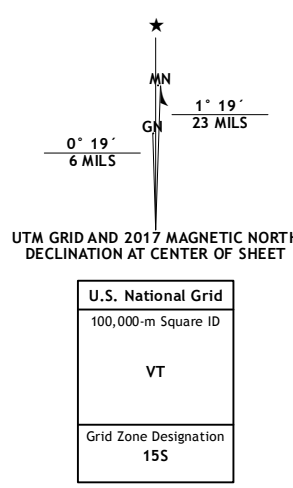 ★
MN
1° 19´
23 MILS
GN
0° 19´
6 MILS
UTM GRID AND 2017 MAGNETIC NORTH
DECLINATION AT CENTER OF SHEET
U.S. National Grid
100,000-m Square ID
VT
Grid Zone Designation
15S